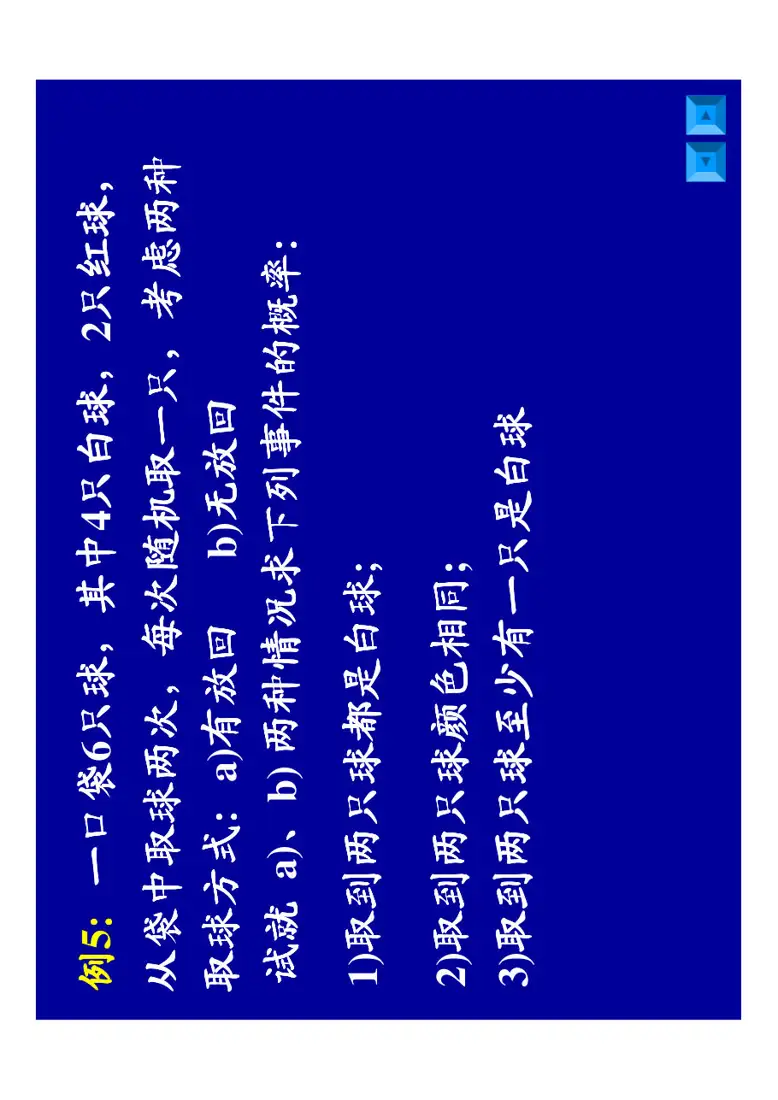 例5: 一口袋6只球，其中4只白球，2只红球，
从袋中取球两次，每次随机取一只，考虑两种
取球方式：a)有放回 b)无放回
试就 a)、b) 两种情况求下列事件的概率：
1)取到两只球都是白球；
2)取到两只球颜色相同；
3)取到两只球至少有一只是白球